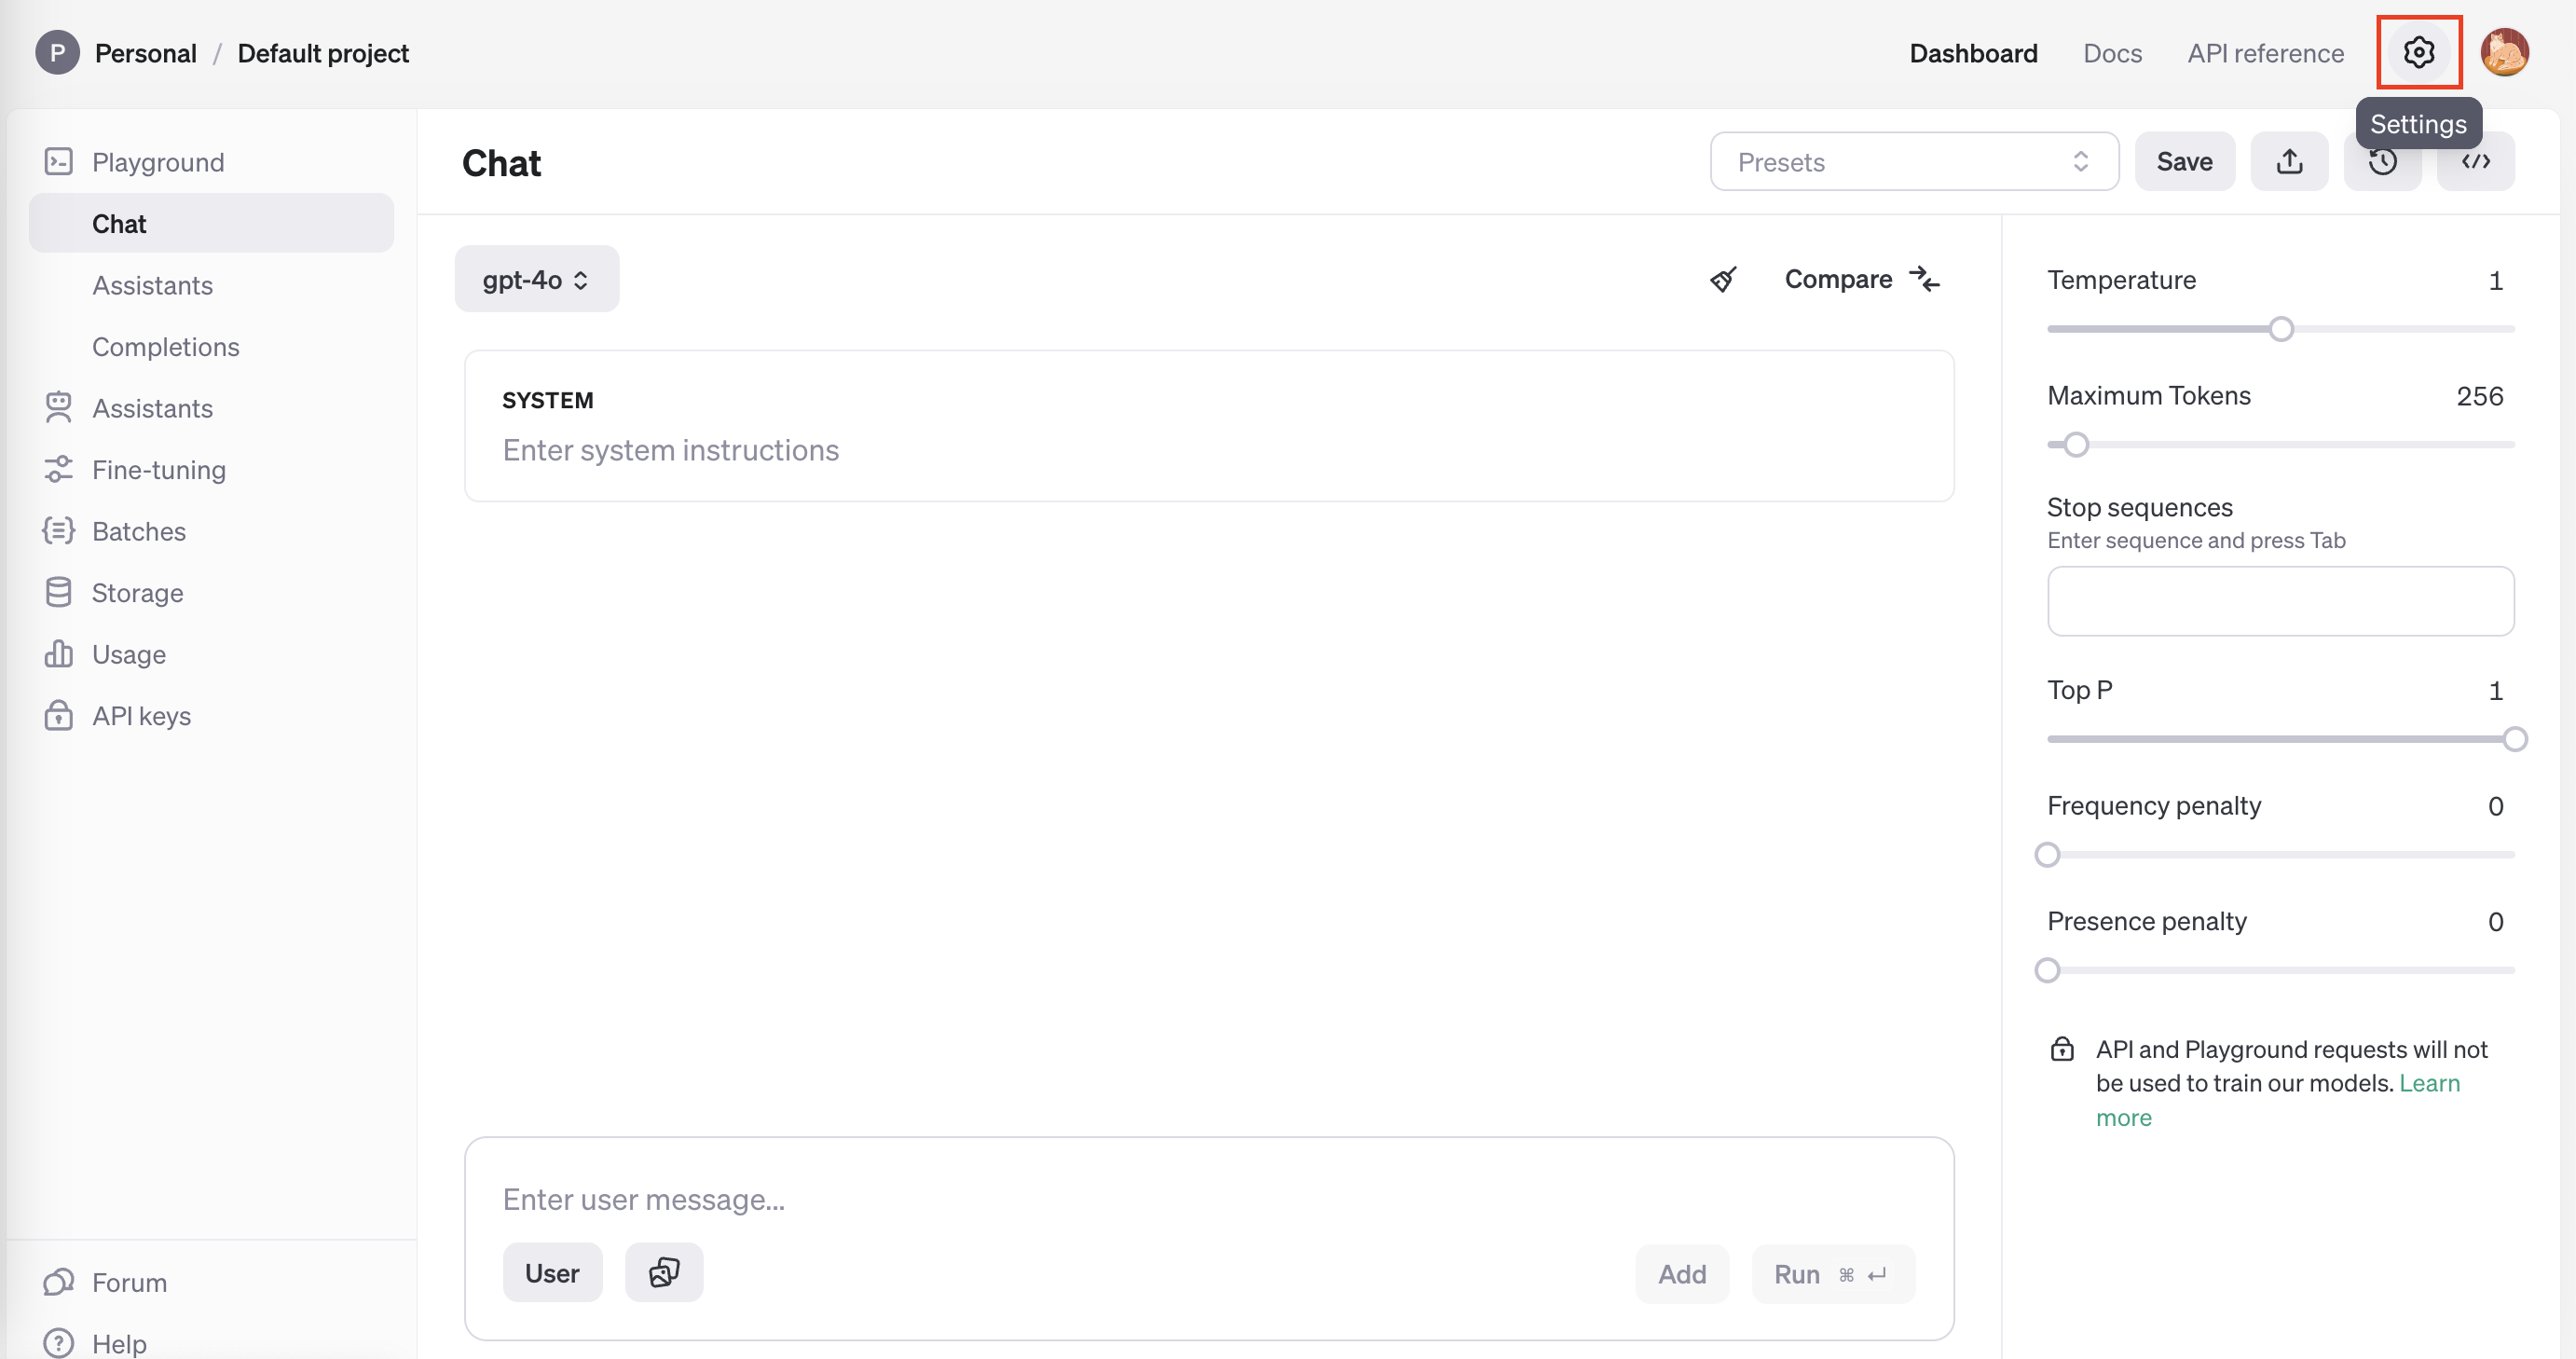 P Personal / Default project
Dashboard Docs API reference
Settings
Playground
Chat
Assistants
Completions
Assistants
Fine-tuning
Batches
Storage
Usage
API keys
Forum
Help
Chat
Presets Save
gpt-4o Compare
SYSTEM
Enter system instructions
Enter user message...
User Add Run ⌘ ↵
Temperature 1
Maximum Tokens 256
Stop sequences
Enter sequence and press Tab
Top P 1
Frequency penalty 0
Presence penalty 0
API and Playground requests will not
be used to train our models. Learn
more